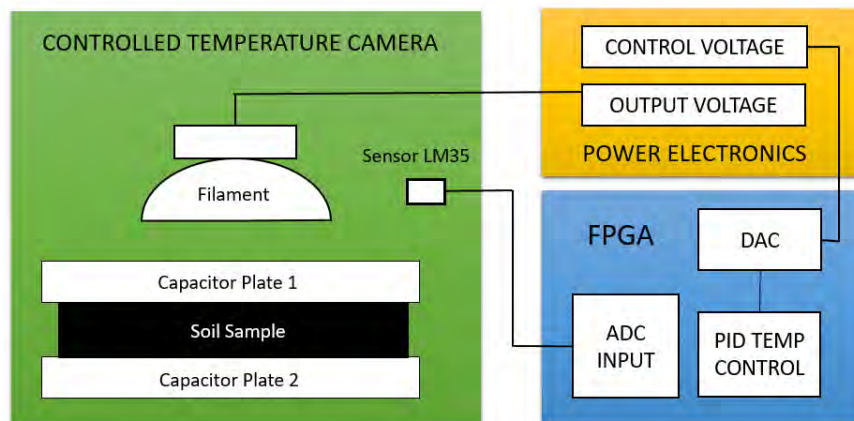 CONTROLLED TEMPERATURE CAMERA
Filament
Sensor LM35
Capacitor Plate 1
Soil Sample
Capacitor Plate 2
CONTROL VOLTAGE
OUTPUT VOLTAGE
POWER ELECTRONICS
FPGA
DAC
ADC
INPUT
PID TEMP
CONTROL